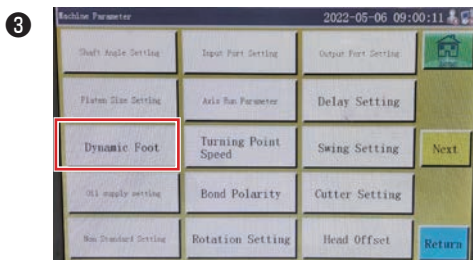 ❸
Machine Parameter 2022-05-06 09:00:11
Shaft Angle Setting Input Port Setting Output Port Setting
Platen Size Setting Axis Run Parameter Delay Setting
Dynamic Foot Turning Point Speed Swing Setting Next
Oil supply setting Bond Polarity Cutter Setting
Non Standard Setting Rotation Setting Head Offset Return